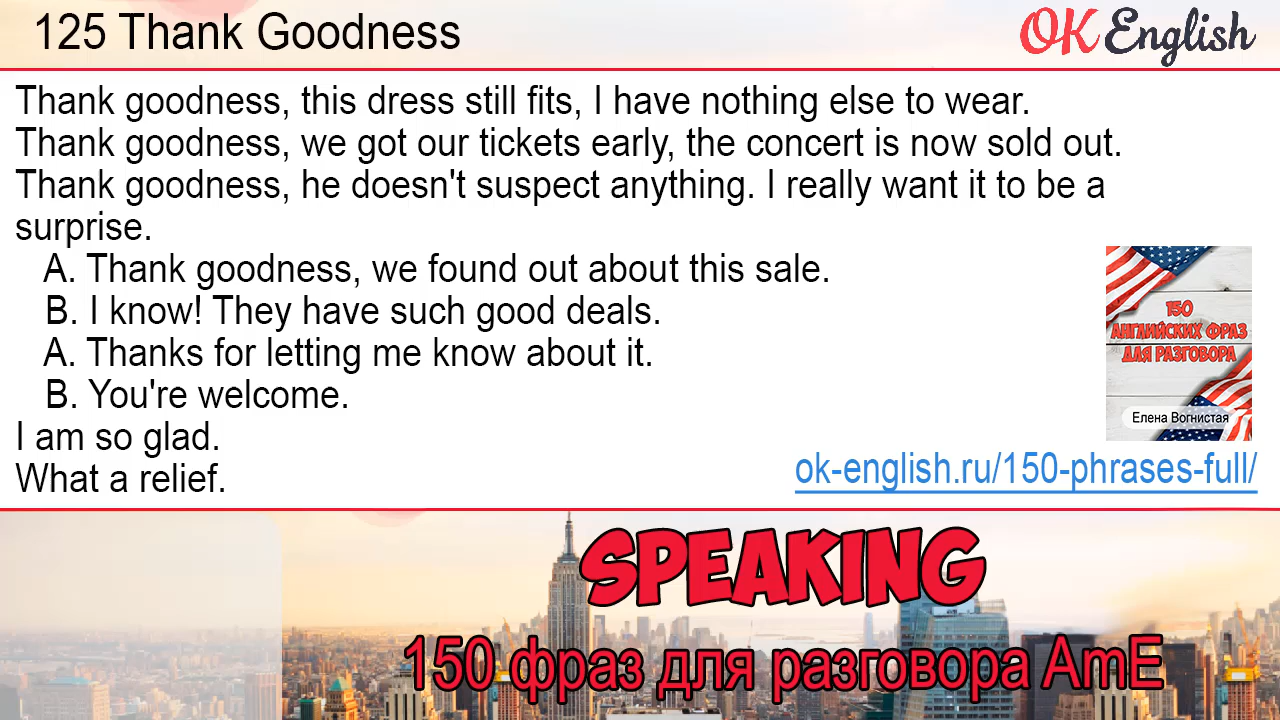 125 Thank Goodness
OK English
Thank goodness, this dress still fits, I have nothing else to wear.
Thank goodness, we got our tickets early, the concert is now sold out.
Thank goodness, he doesn't suspect anything. I really want it to be a
surprise.
A. Thank goodness, we found out about this sale.
B. I know! They have such good deals.
A. Thanks for letting me know about it.
B. You're welcome.
I am so glad.
What a relief.
150
АНГЛИЙСКИХ ФРАЗ
ДЛЯ РАЗГОВОРА
Елена Вогнистая
ok-english.ru/150-phrases-full/
SPEAKING
150 фраз для разговора AmE